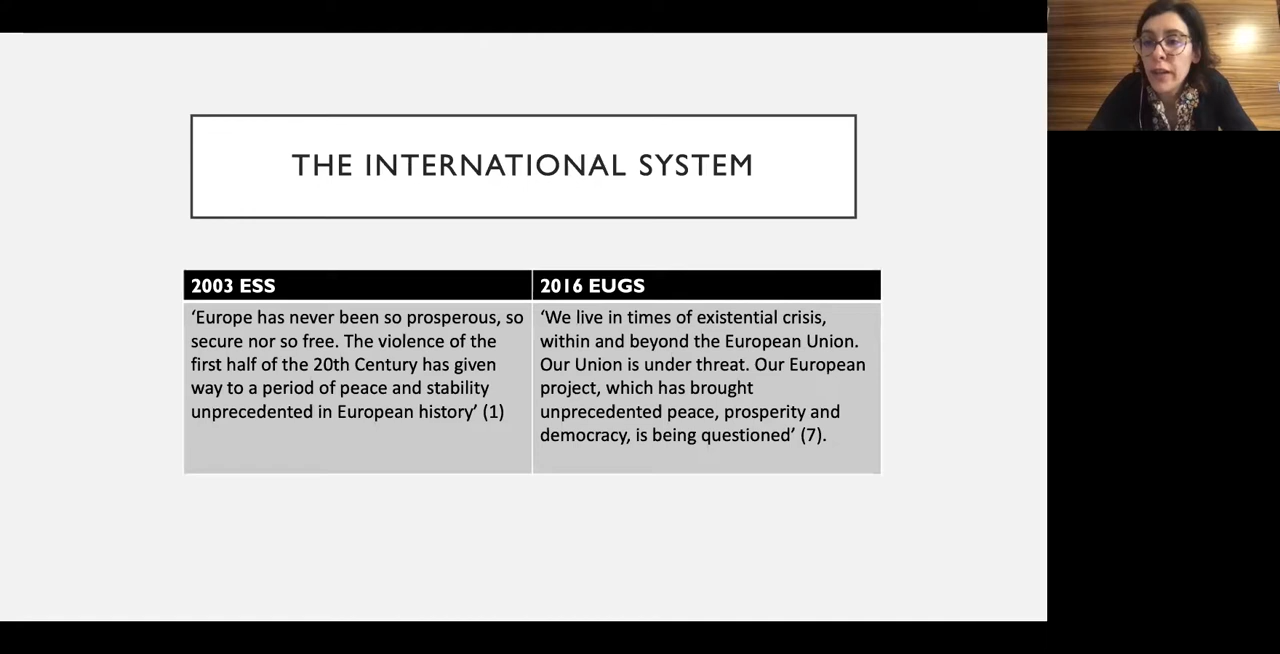 THE INTERNATIONAL SYSTEM
2003 ESS
‘Europe has never been so prosperous, so
secure nor so free. The violence of the
first half of the 20th Century has given
way to a period of peace and stability
unprecedented in European history’ (1)
2016 EUGS
‘We live in times of existential crisis,
within and beyond the European Union.
Our Union is under threat. Our European
project, which has brought
unprecedented peace, prosperity and
democracy, is being questioned’ (7).